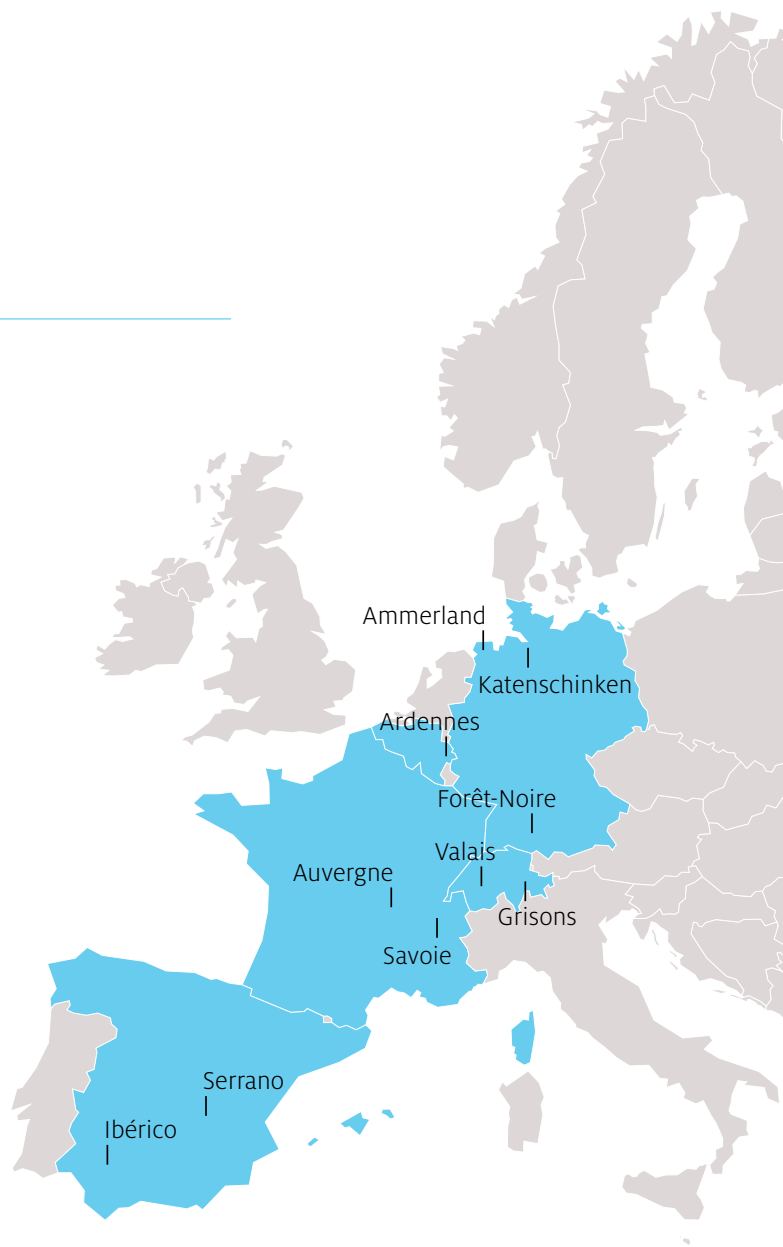 Ammerland
Katenschinken
Ardennes
Forêt-Noire
Valais
Auvergne
Grisons
Savoie
Serrano
Ibérico